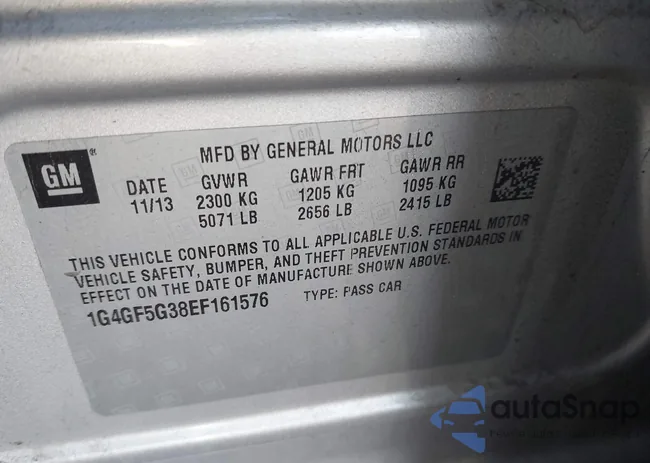 GM
MFD BY GENERAL MOTORS LLC
DATE GVWR GAWR FRT GAWR RR
11/13 2300 KG 1205 KG 1095 KG
5071 LB 2656 LB 2415 LB
THIS VEHICLE CONFORMS TO ALL APPLICABLE U.S. FEDERAL MOTOR
VEHICLE SAFETY, BUMPER, AND THEFT PREVENTION STANDARDS IN
EFFECT ON THE DATE OF MANUFACTURE SHOWN ABOVE.
1G4GF5G38EF161576 TYPE: PASS CAR
autoSnap